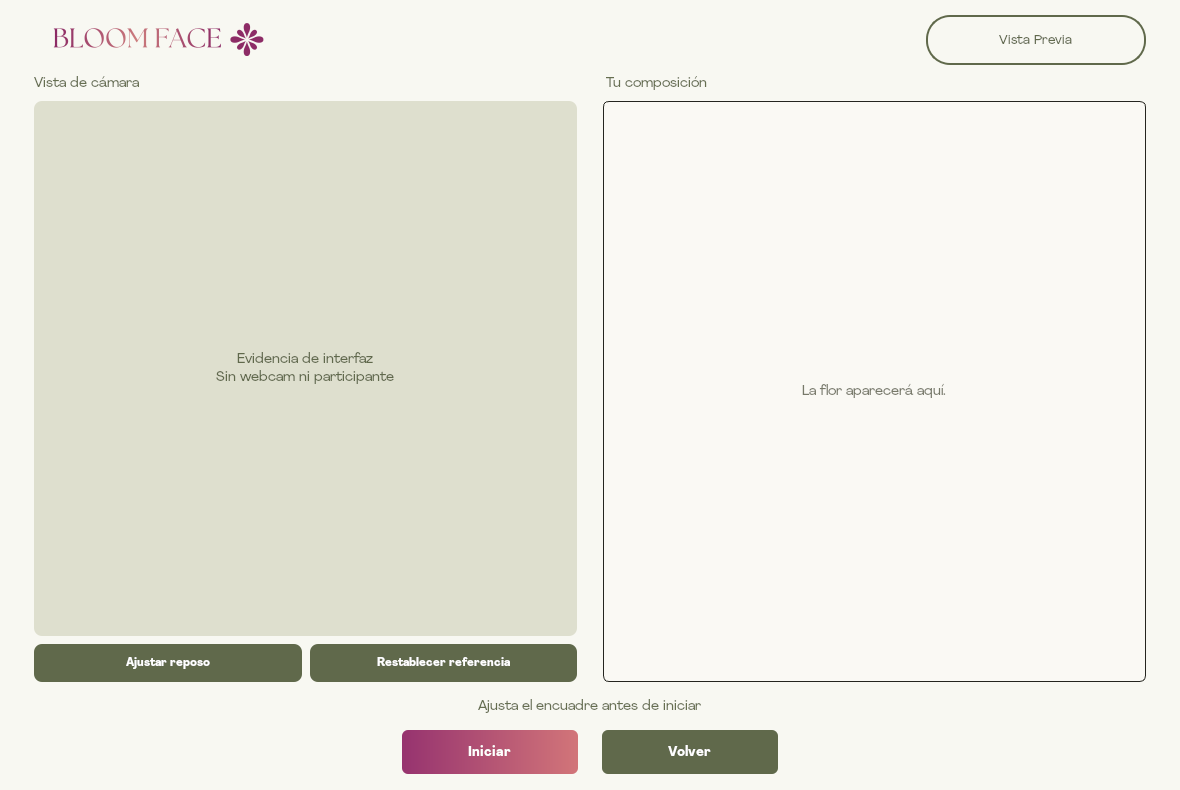 BLOOM FACE
Vista Previa
Vista de cámara
Tu composición
Evidencia de interfaz
Sin webcam ni participante
La flor aparecerá aquí.
Ajustar reposo
Restablecer referencia
Ajusta el encuadre antes de iniciar
Iniciar
Volver